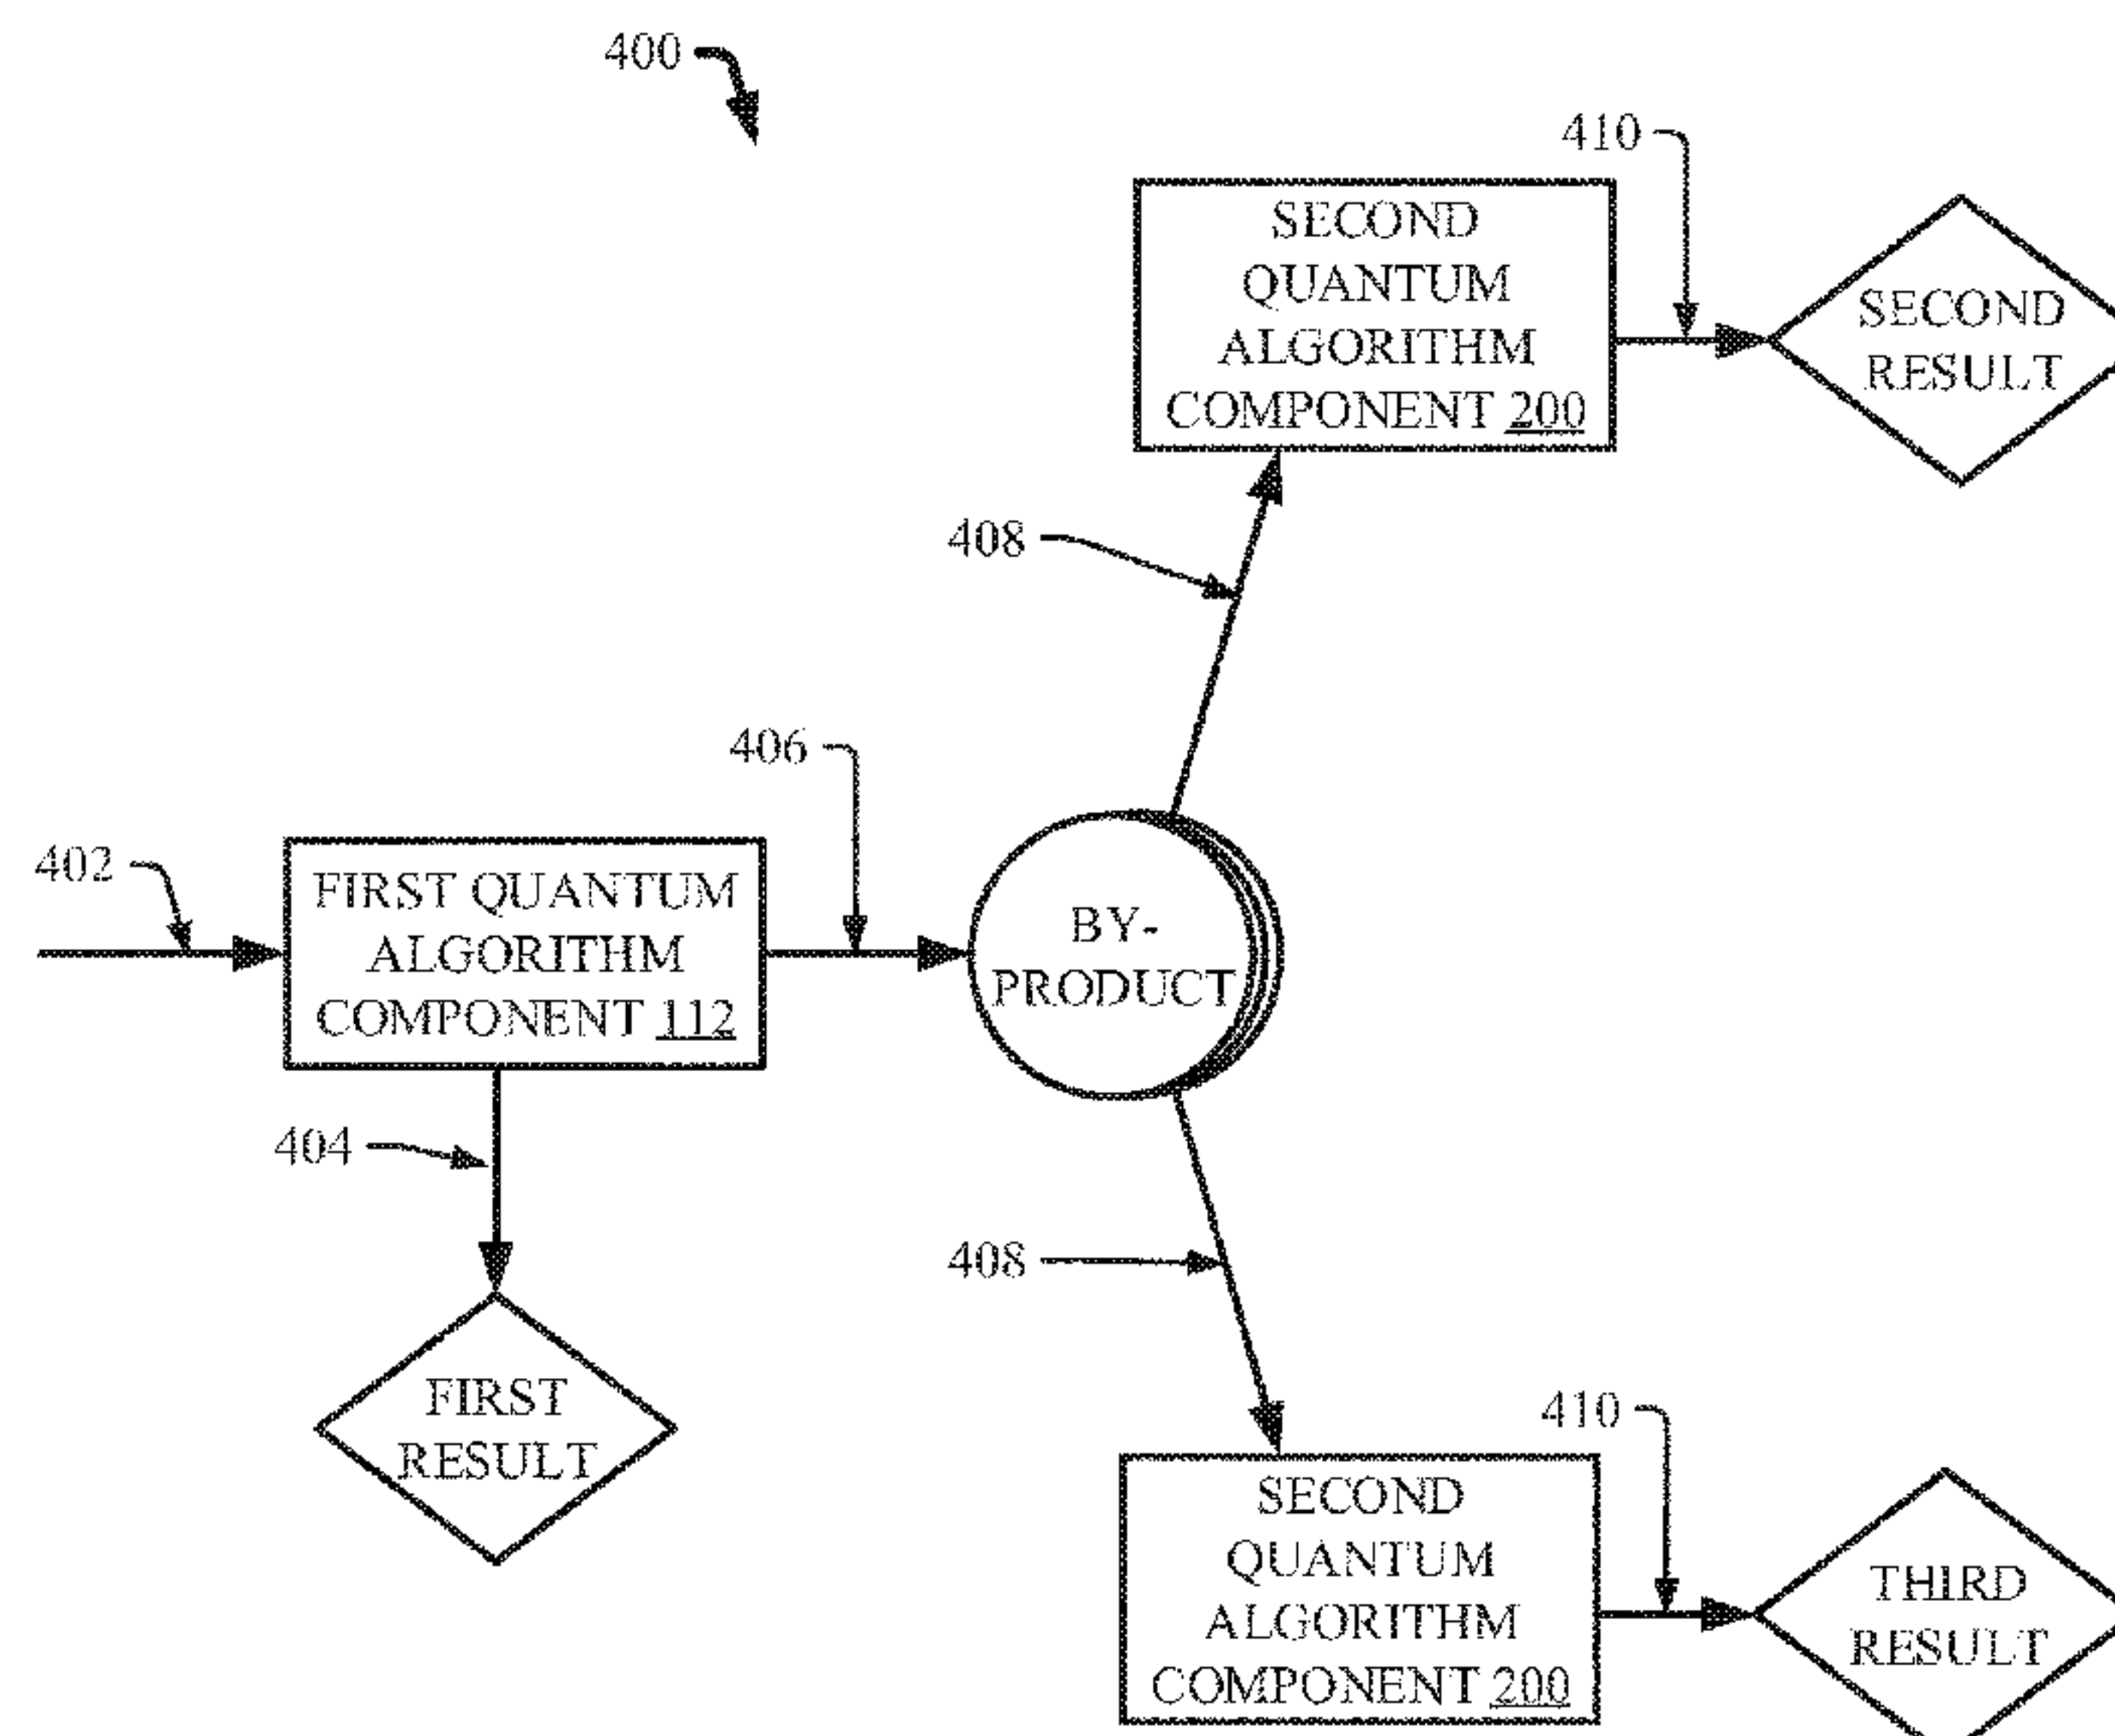 400
410
SECOND
QUANTUM
ALGORITHM
COMPONENT 200
SECOND
RESULT
408
406
402
FIRST QUANTUM
ALGORITHM
COMPONENT 112
BY-
PRODUCT
404
408
FIRST
RESULT
410
SECOND
QUANTUM
ALGORITHM
COMPONENT 200
THIRD
RESULT